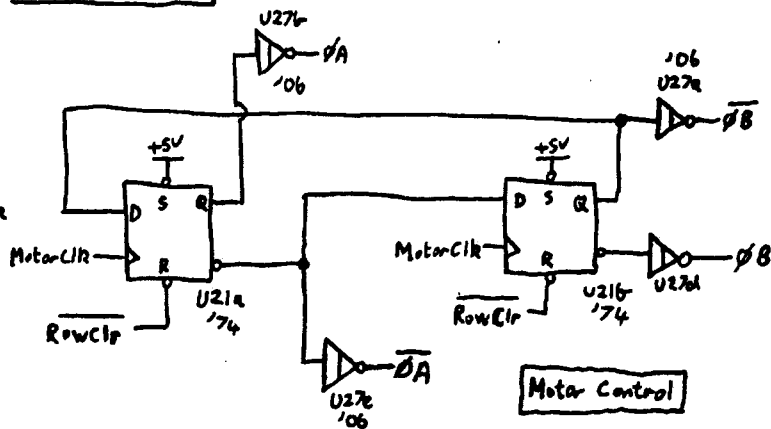 U27b
'06
ØA
'06
U27a
ØB
+5V
S
D
Q
MotorClk
R
U21a
'74
RowClr
+5V
S
D
Q
MotorClk
R
U21b
'74
RowClr
U27d
ØB
U27c
'06
ØA
Motor Control